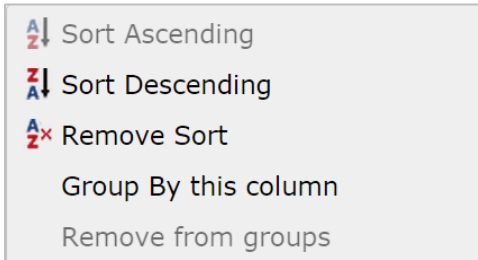 Sort Ascending
Sort Descending
Remove Sort
Group By this column
Remove from groups